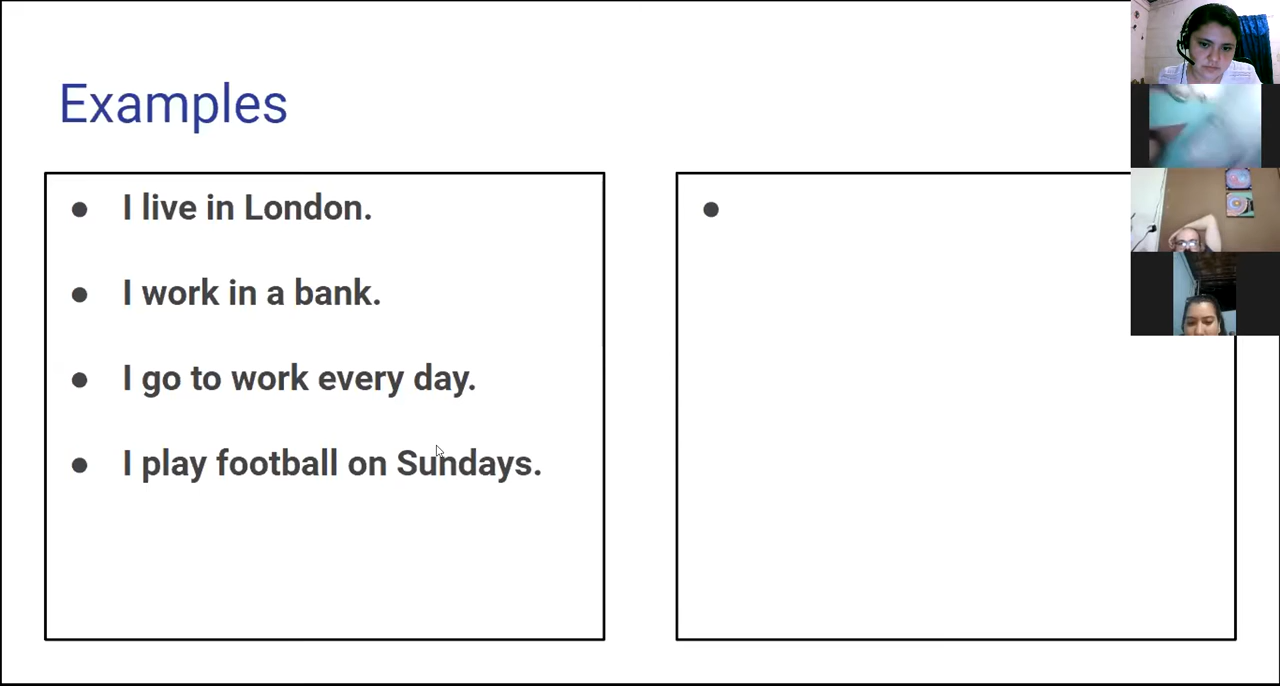 Examples
● I live in London.
● I work in a bank.
● I go to work every day.
● I play football on Sundays.
●